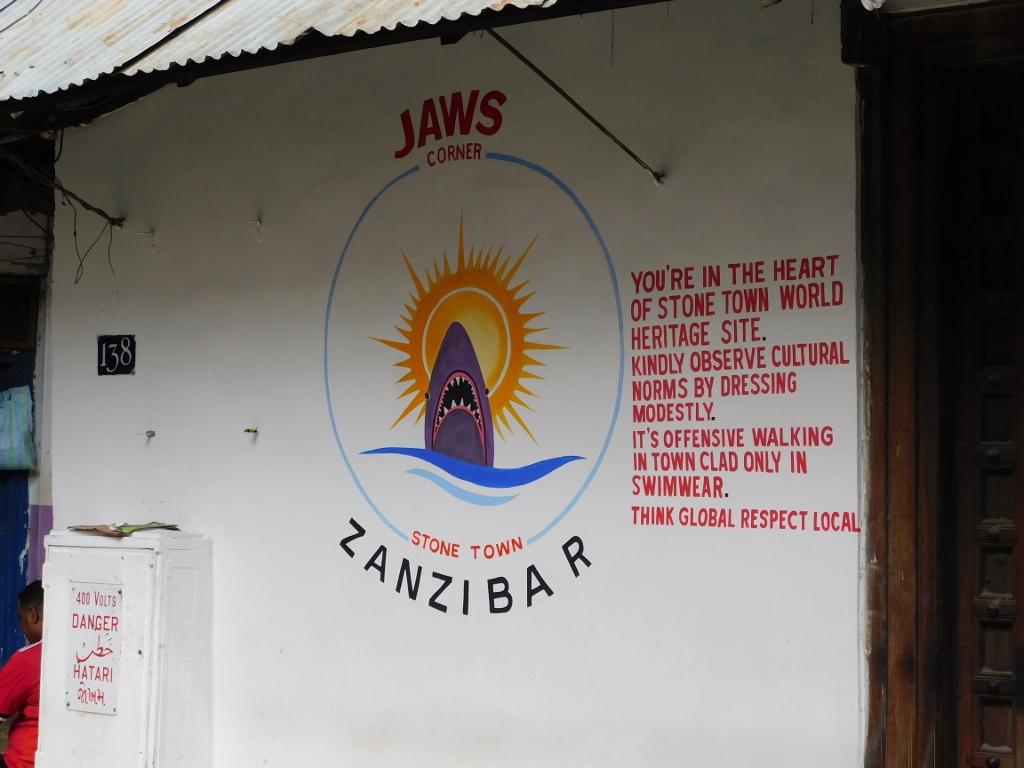 JAWS
CORNER
STONE TOWN
ZANZIBAR
YOU'RE IN THE HEART
OF STONE TOWN WORLD
HERITAGE SITE.
KINDLY OBSERVE CULTURAL
NORMS BY DRESSING
MODESTLY.
IT'S OFFENSIVE WALKING
IN TOWN CLAD ONLY IN
SWIMWEAR.
THINK GLOBAL RESPECT LOCAL
138
400 VOLTS
DANGER
خطر
HATARI
જોખમ